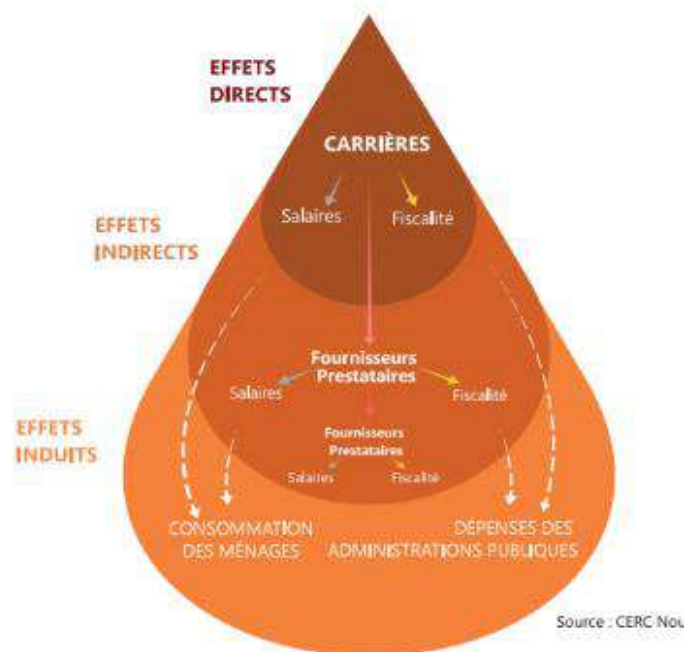 EFFETS
DIRECTS
CARRIÈRES
Salaires
Fiscalité
EFFETS
INDIRECTS
Fournisseurs
Prestataires
Salaires
Fiscalité
EFFETS
INDUITS
Fournisseurs
Prestataires
Salaires
Fiscalité
CONSOMMATION
DES MÉNAGES
DÉPENSES DES
ADMINISTRATIONS PUBLIQUES
Source : CERC Nou